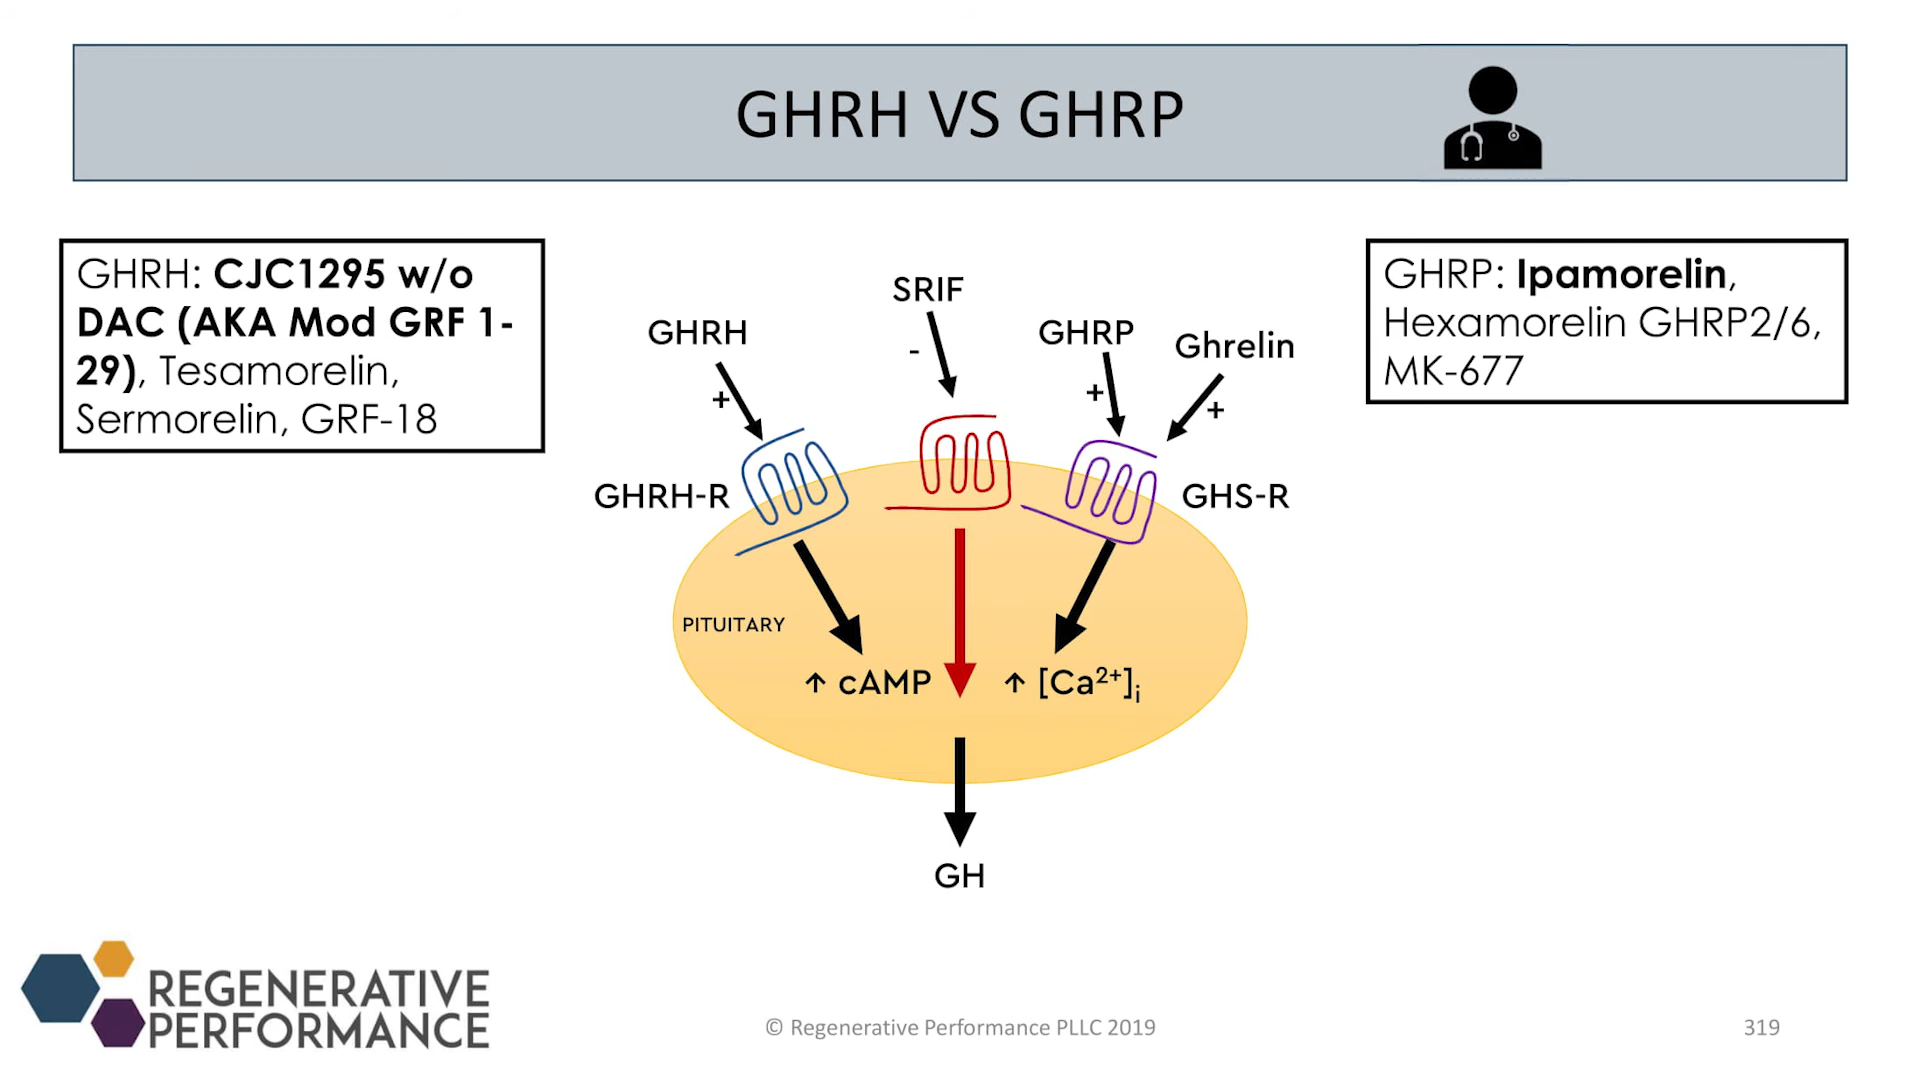 GHRH VS GHRP
GHRH: CJC1295 w/o
DAC (AKA Mod GRF 1-
29), Tesamorelin,
Sermorelin, GRF-18
GHRP: Ipamorelin,
Hexamorelin GHRP2/6,
MK-677
SRIF
GHRH
GHRP
Ghrelin
-
+
+
+
GHRH-R
GHS-R
PITUITARY
↑ cAMP
↑ [Ca²⁺]ᵢ
GH
REGENERATIVE
PERFORMANCE
© Regenerative Performance PLLC 2019
319